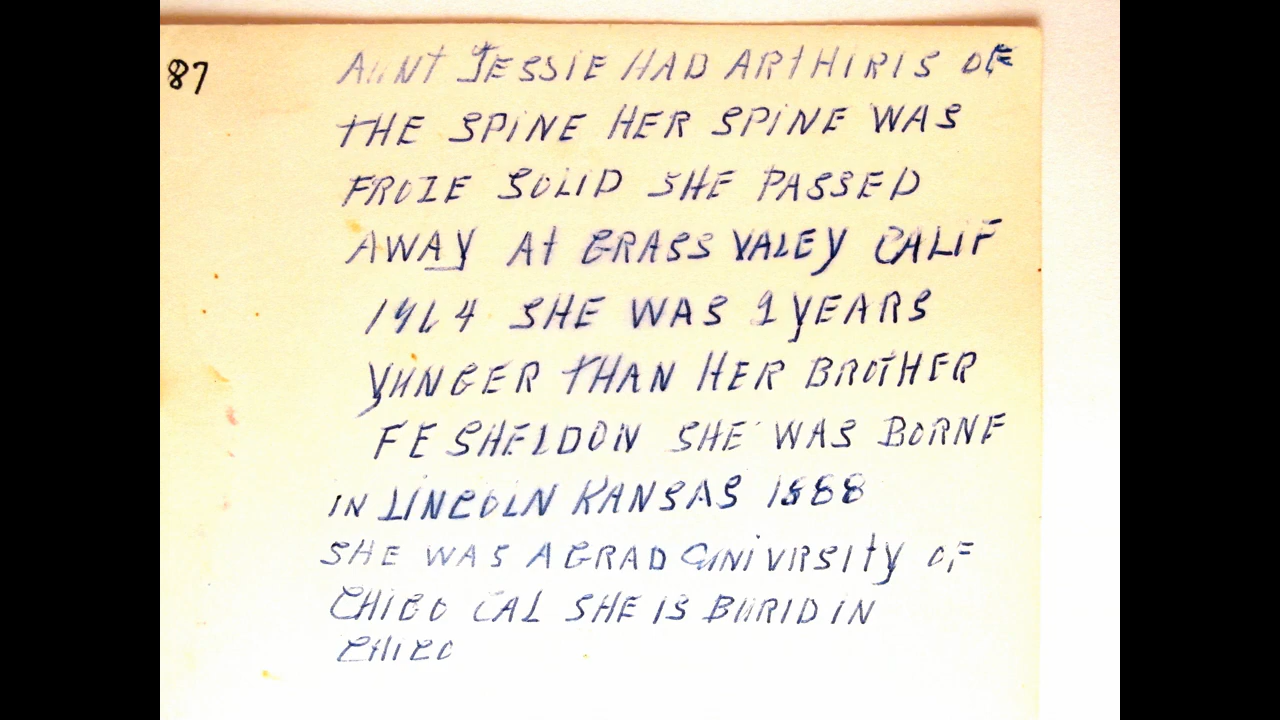 87
AUNT JESSIE HAD ARTHIRIS OF
THE SPINE HER SPINE WAS
FROZE SOLID SHE PASSED
AWAY AT GRASS VALEY CALIF
1964 SHE WAS 2 YEARS
YUNGER THAN HER BROTHER
FE SHELDON SHE WAS BORNE
IN LINCOLN KANSAS 1888
SHE WAS A GRAD UNIVRSITY OF
CHICO CAL SHE IS BURID IN
CHICO